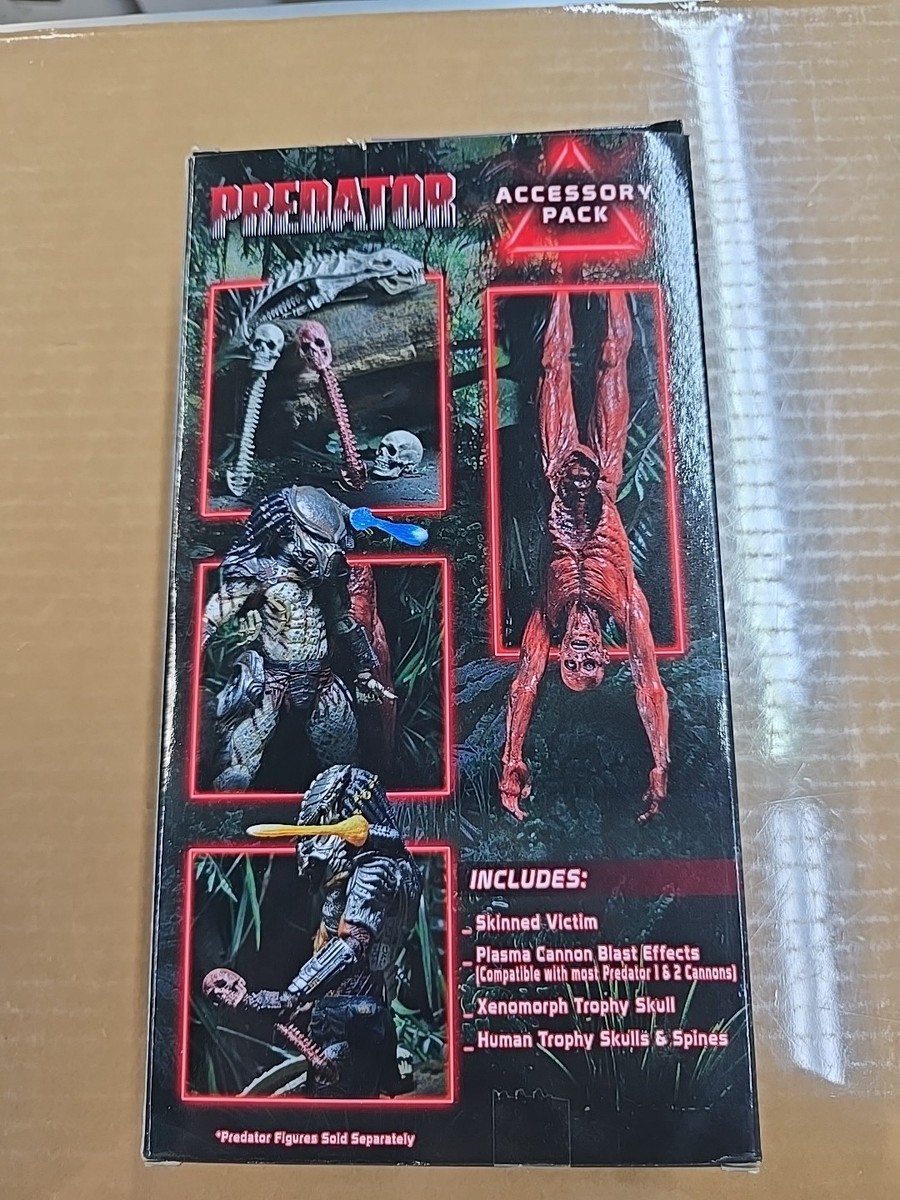 PREDATOR
ACCESSORY
PACK
INCLUDES:
_ Skinned Victim
_ Plasma Cannon Blast Effects
(Compatible with most Predator 1 & 2 Cannons)
_ Xenomorph Trophy Skull
_ Human Trophy Skulls & Spines
*Predator Figures Sold Separately